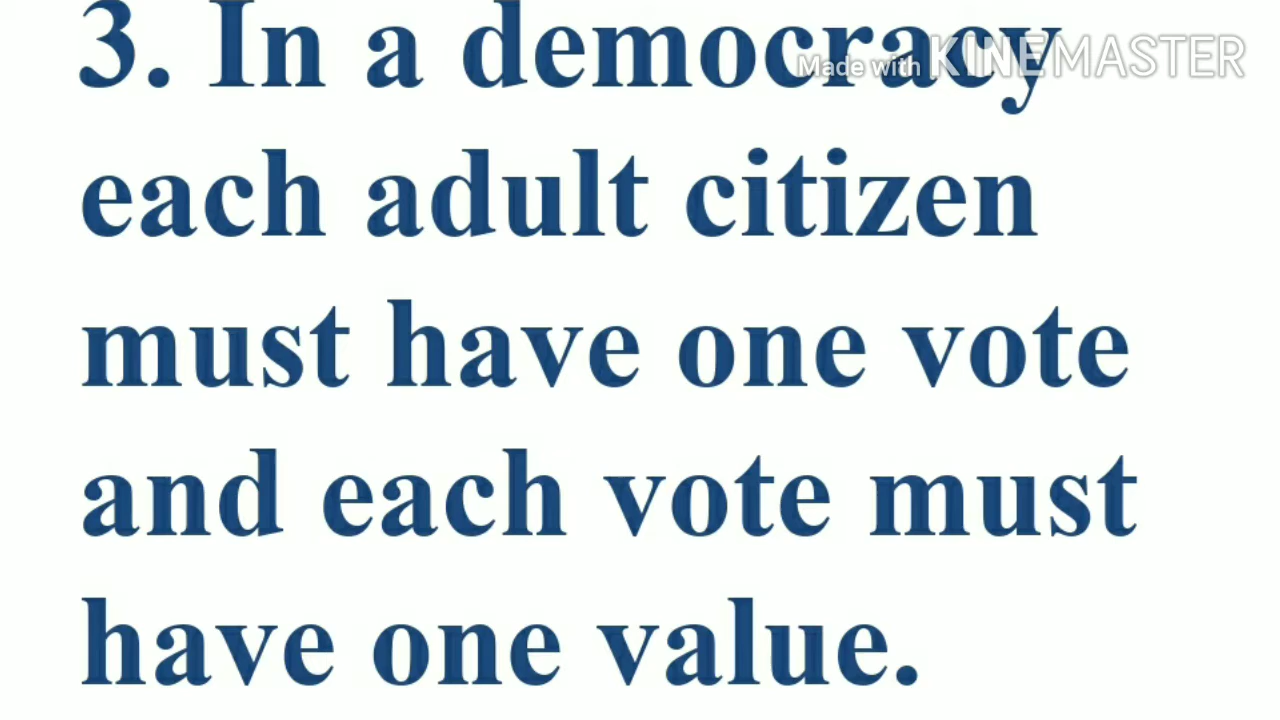 3. In a democracy
Made with KINEMASTER
each adult citizen
must have one vote
and each vote must
have one value.